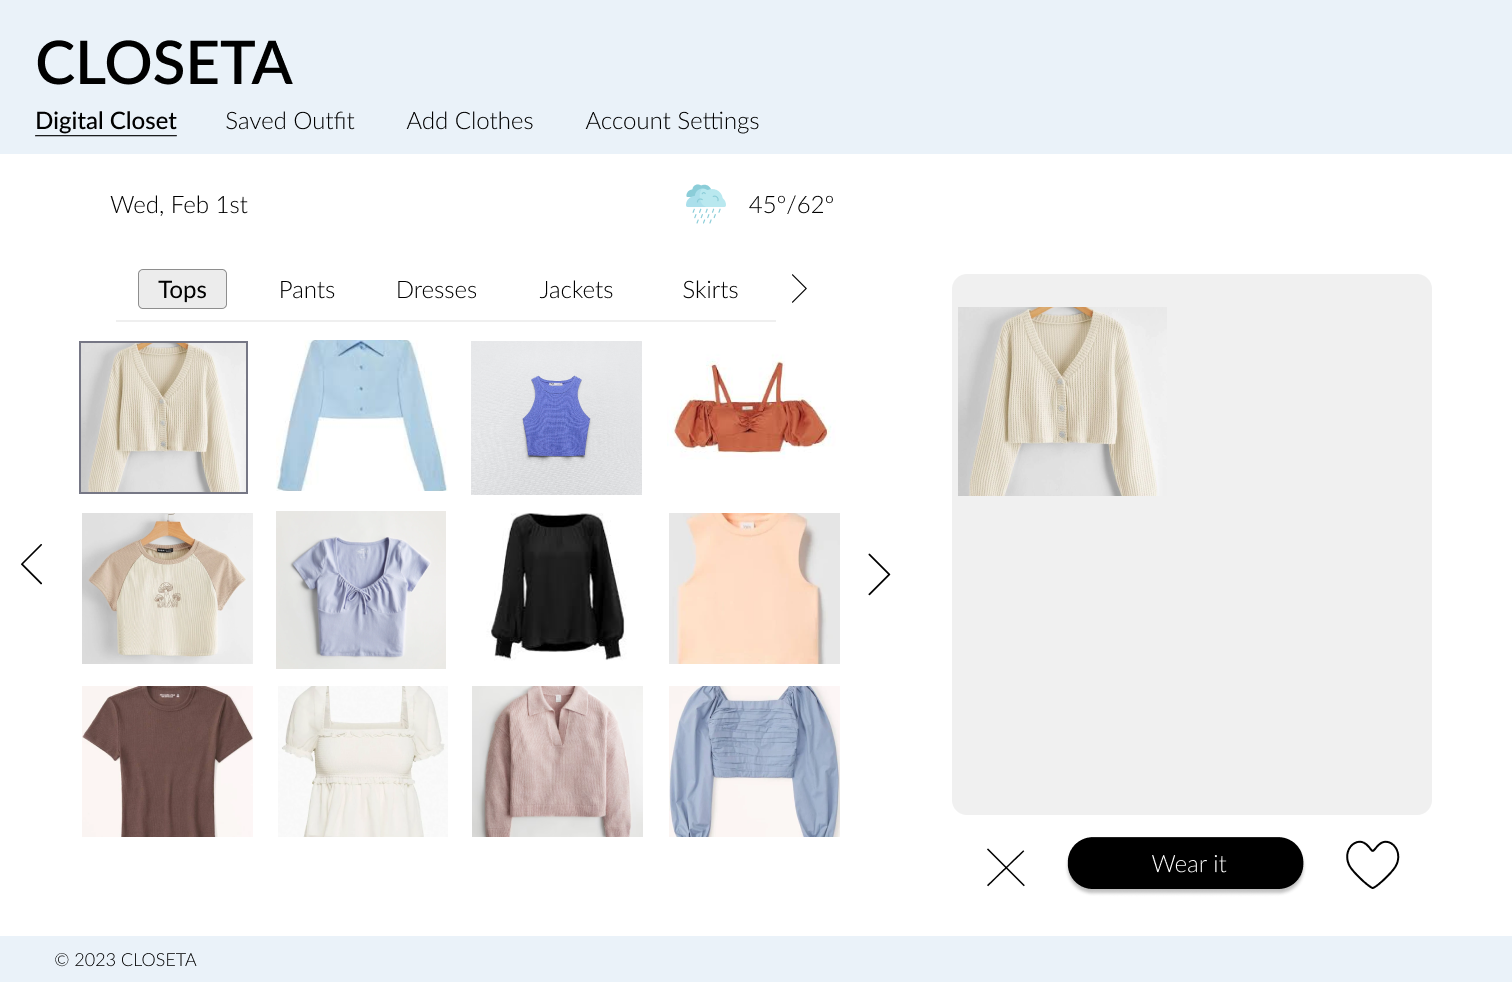 CLOSETA
Digital Closet Saved Outfit Add Clothes Account Settings
Wed, Feb 1st 45°/62°
Tops Pants Dresses Jackets Skirts
Wear it
© 2023 CLOSETA